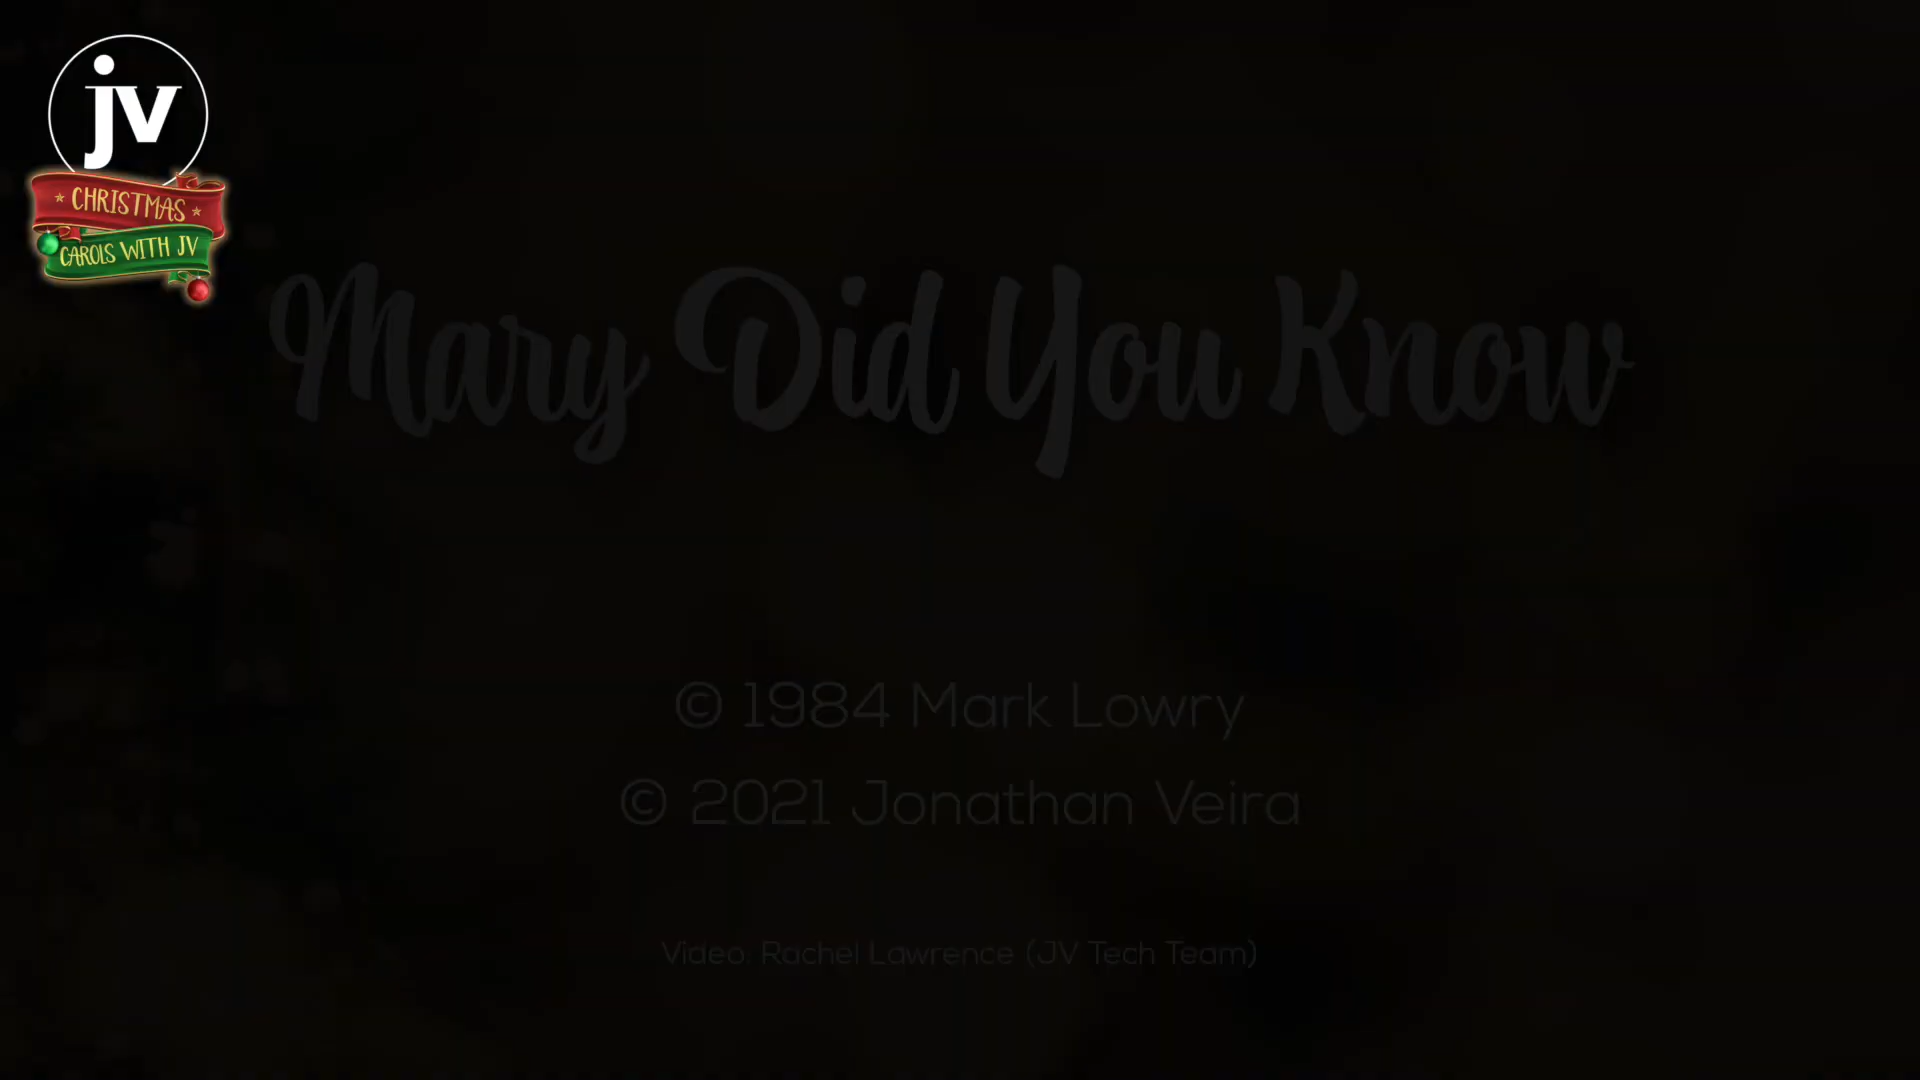 jv
CHRISTMAS
CAROLS WITH JV
Mary Did You Know
© 1984 Mark Lowry
© 2021 Jonathan Veira
Video: Rachel Lawrence (JV Tech Team)